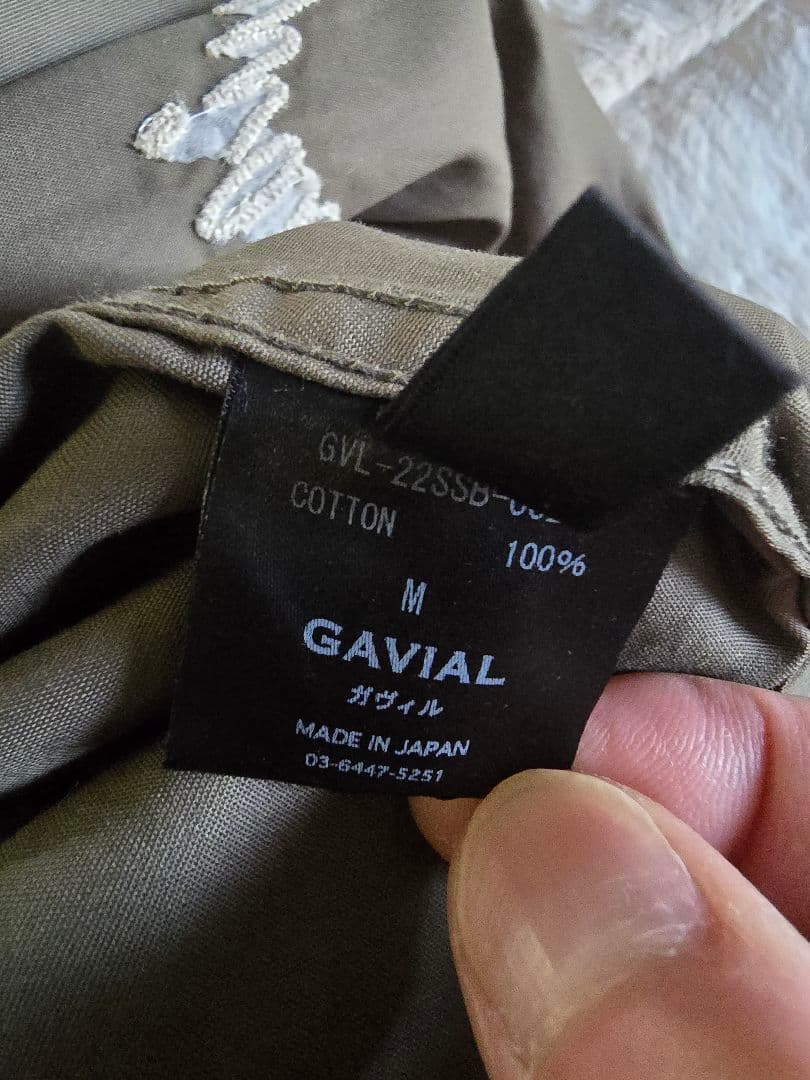 GVL-22SSB-
COTTON
100%
M
GAVIAL
ガヴィル
MADE IN JAPAN
03-6447-5251